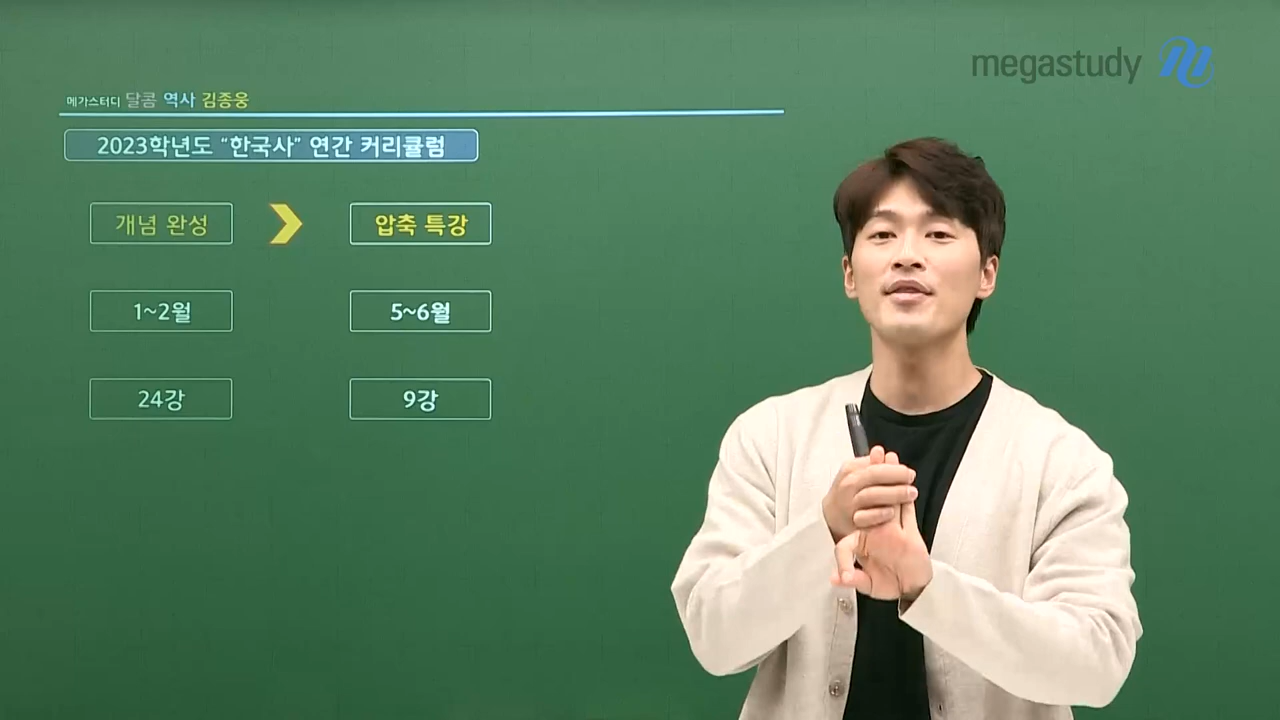 megastudy
메가스터디 달콤 역사 김종웅
2023학년도 “한국사” 연간 커리큘럼
개념 완성
압축 특강
1~2월
5~6월
24강
9강